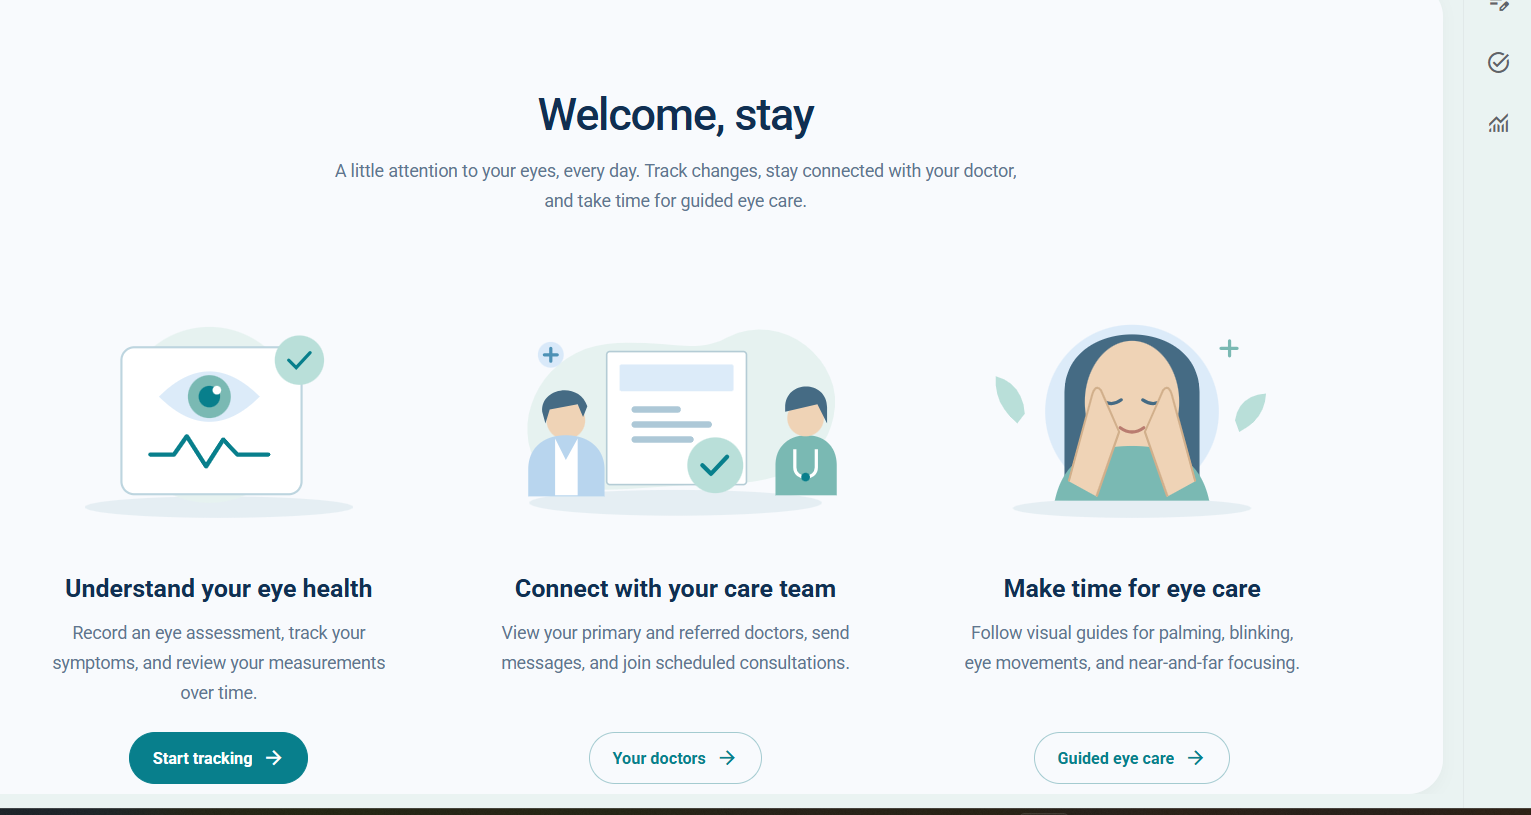 Welcome, stay
A little attention to your eyes, every day. Track changes, stay connected with your doctor,
and take time for guided eye care.
Understand your eye health
Record an eye assessment, track your
symptoms, and review your measurements
over time.
Start tracking
Connect with your care team
View your primary and referred doctors, send
messages, and join scheduled consultations.
Your doctors
Make time for eye care
Follow visual guides for palming, blinking,
eye movements, and near-and-far focusing.
Guided eye care